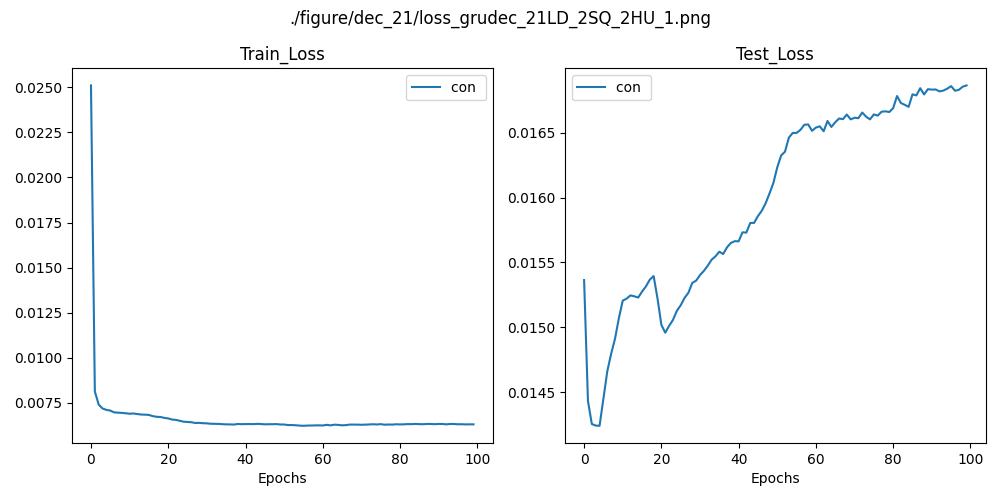 ./figure/dec_21/loss_grudec_21LD_2SQ_2HU_1.png
Train_Loss
con
0.0250
0.0225
0.0200
0.0175
0.0150
0.0125
0.0100
0.0075
0 20 40 60 80 100
Epochs
Test_Loss
con
0.0165
0.0160
0.0155
0.0150
0.0145
0 20 40 60 80 100
Epochs